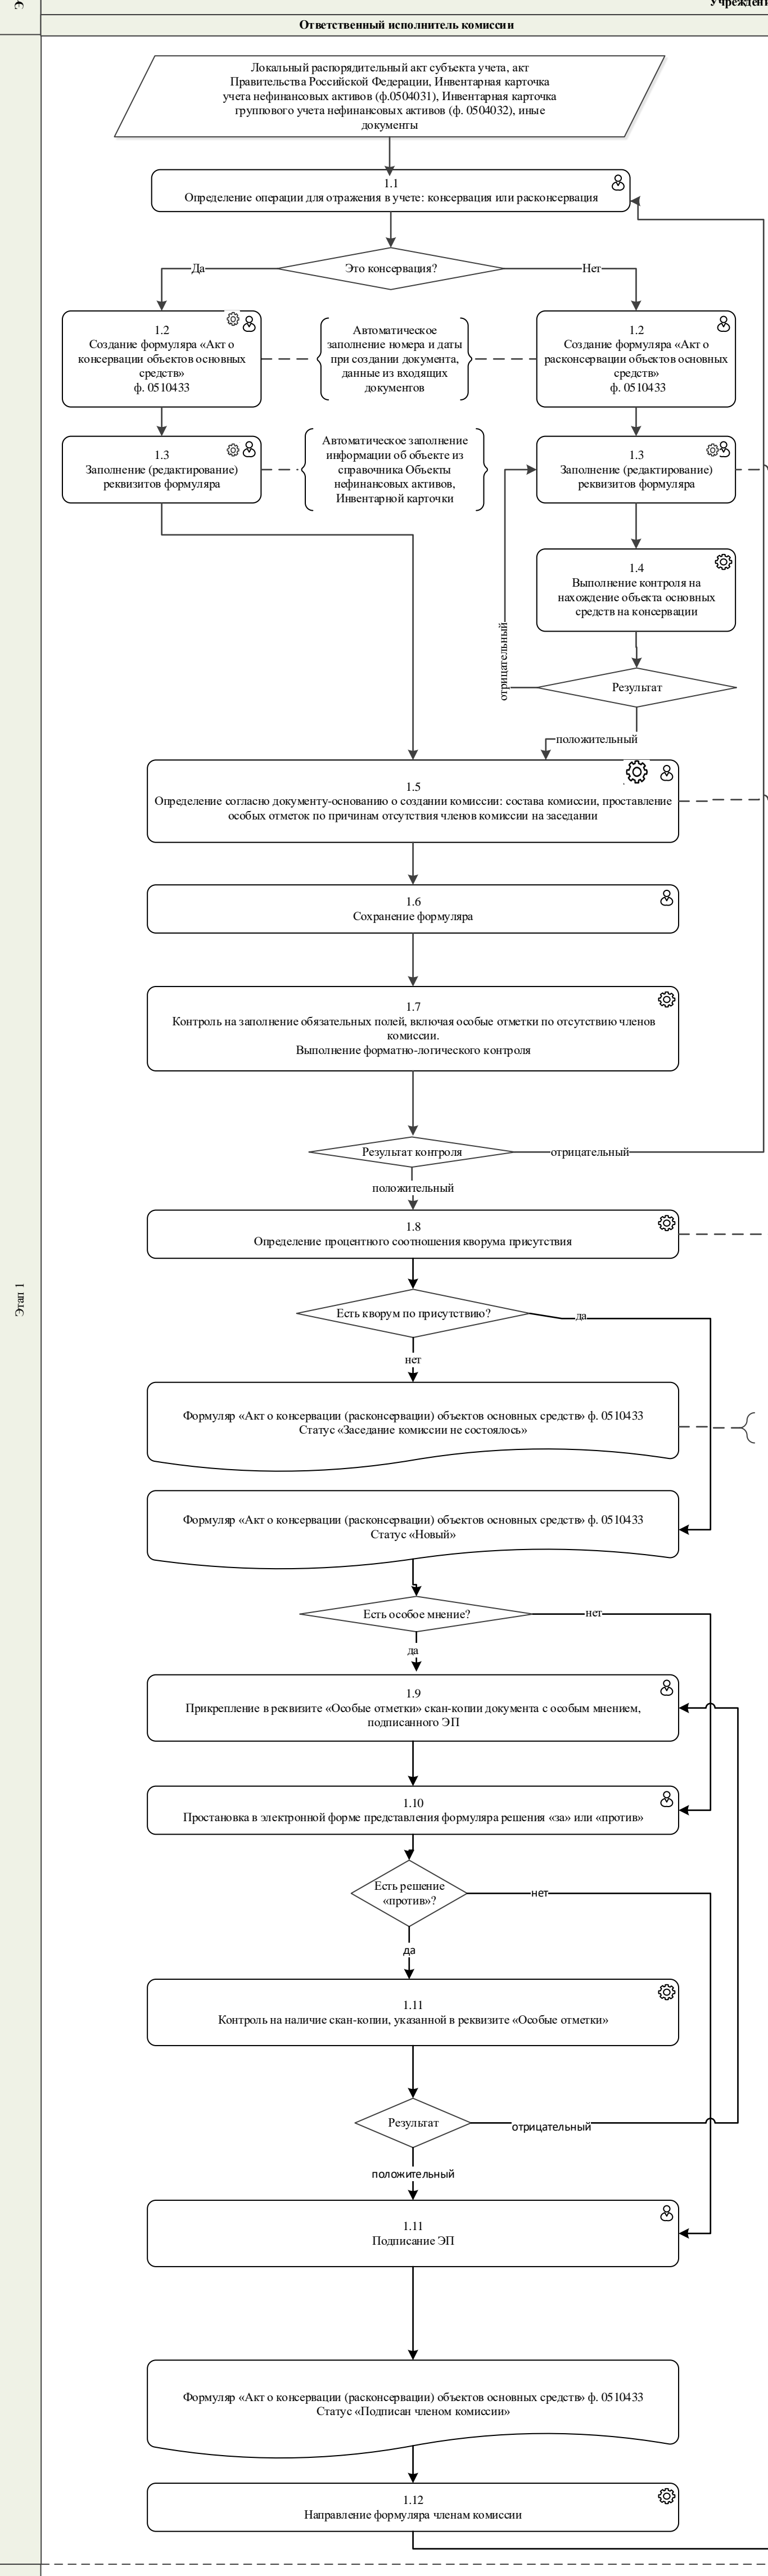 Ответственный исполнитель комиссии
Локальный распорядительный акт субъекта учета, акт
Правительства Российской Федерации, Инвентарная карточка
учета нефинансовых активов (ф.0504031), Инвентарная карточка
группового учета нефинансовых активов (ф. 0504032), иные
документы
1.1
Определение операции для отражения в учете: консервация или расконсервация
Это консервация?
Да
Нет
1.2
Создание формуляра «Акт о
консервации объектов основных
средств»
ф. 0510433
Автоматическое
заполнение номера и даты
при создании документа,
данные из входящих
документов
1.2
Создание формуляра «Акт о
расконсервации объектов основных
средств»
ф. 0510433
1.3
Заполнение (редактирование)
реквизитов формуляра
Автоматическое заполнение
информации об объекте из
справочника Объекты
нефинансовых активов,
Инвентарной карточки
1.3
Заполнение (редактирование)
реквизитов формуляра
1.4
Выполнение контроля на
нахождение объекта основных
средств на консервации
отрицательный
Результат
положительный
1.5
Определение согласно документу-основанию о создании комиссии: состава комиссии, проставление
особых отметок по причинам отсутствия членов комиссии на заседании
1.6
Сохранение формуляра
1.7
Контроль на заполнение обязательных полей, включая особые отметки по отсутствию членов
комиссии.
Выполнение форматно-логического контроля
Результат контроля
отрицательный
положительный
1.8
Определение процентного соотношения кворума присутствия
Этап 1
Есть кворум по присутствию?
да
нет
Формуляр «Акт о консервации (расконсервации) объектов основных средств» ф. 0510433
Статус «Заседание комиссии не состоялось»
Формуляр «Акт о консервации (расконсервации) объектов основных средств» ф. 0510433
Статус «Новый»
Есть особое мнение?
нет
да
1.9
Прикрепление в реквизите «Особые отметки» скан-копии документа с особым мнением,
подписанного ЭП
1.10
Простановка в электронной форме представления формуляра решения «за» или «против»
Есть решение
«против»?
нет
да
1.11
Контроль на наличие скан-копии, указанной в реквизите «Особые отметки»
Результат
отрицательный
положительный
1.11
Подписание ЭП
Формуляр «Акт о консервации (расконсервации) объектов основных средств» ф. 0510433
Статус «Подписан членом комиссии»
1.12
Направление формуляра членам комиссии